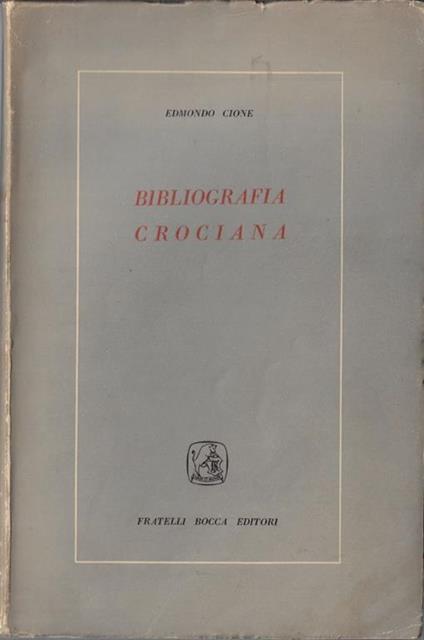 EDMONDO CIONE
BIBLIOGRAFIA
CROCIANA
FRATELLI BOCCA EDITORI